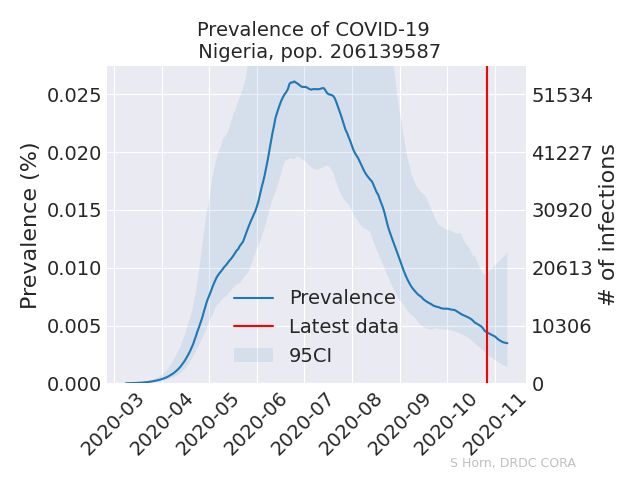 Prevalence of COVID-19
Nigeria, pop. 206139587
Prevalence (%)
0.025
0.020
0.015
0.010
0.005
0.000
51534
41227
30920
20613
10306
0
# of infections
Prevalence
Latest data
95CI
2020-03
2020-04
2020-05
2020-06
2020-07
2020-08
2020-09
2020-10
2020-11
S Horn, DRDC CORA